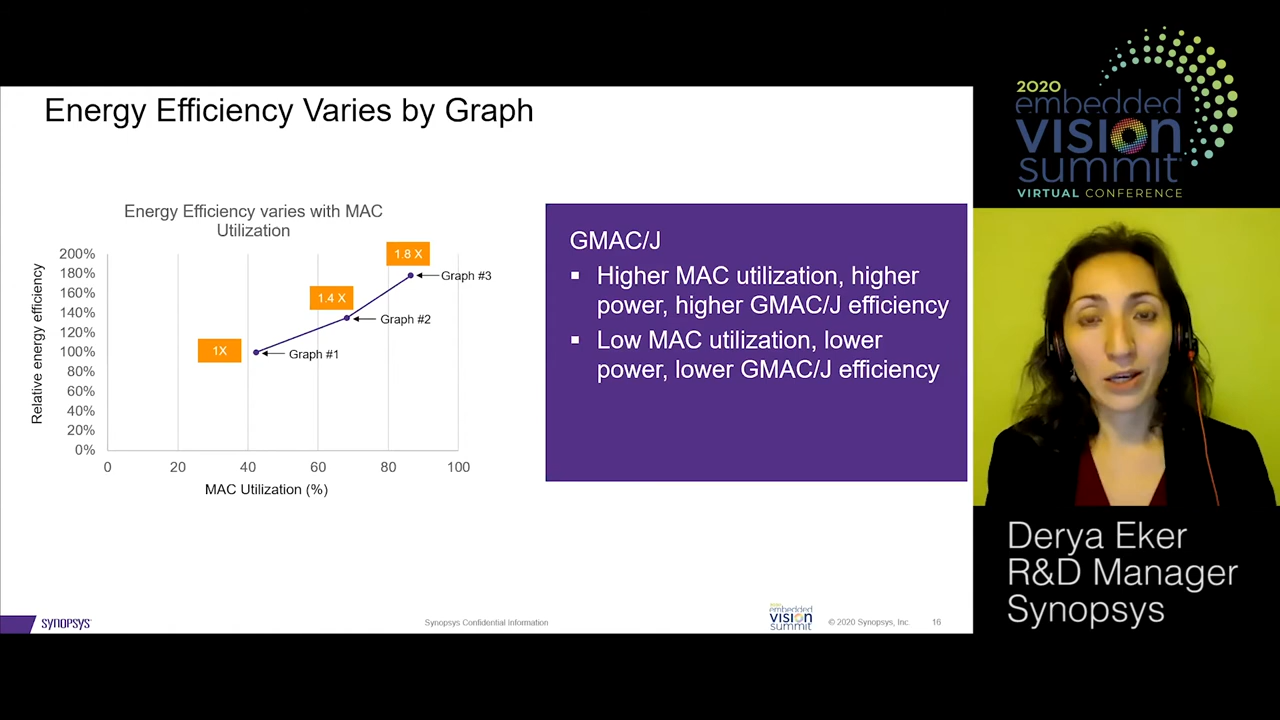 Energy Efficiency Varies by Graph
Energy Efficiency varies with MAC
Utilization
Relative energy efficiency
200%
180%
160%
140%
120%
100%
80%
60%
40%
20%
0%
0
20
40
60
80
100
MAC Utilization (%)
1.8 X
Graph #3
1.4 X
Graph #2
1X
Graph #1
GMAC/J
▪ Higher MAC utilization, higher
power, higher GMAC/J efficiency
▪ Low MAC utilization, lower
power, lower GMAC/J efficiency
SYNOPSYS
Synopsys Confidential Information
embedded
VISION
summit
© 2020 Synopsys, Inc.
16
2020
embedded
VISION
summit
VIRTUAL CONFERENCE
Derya Eker
R&D Manager
Synopsys